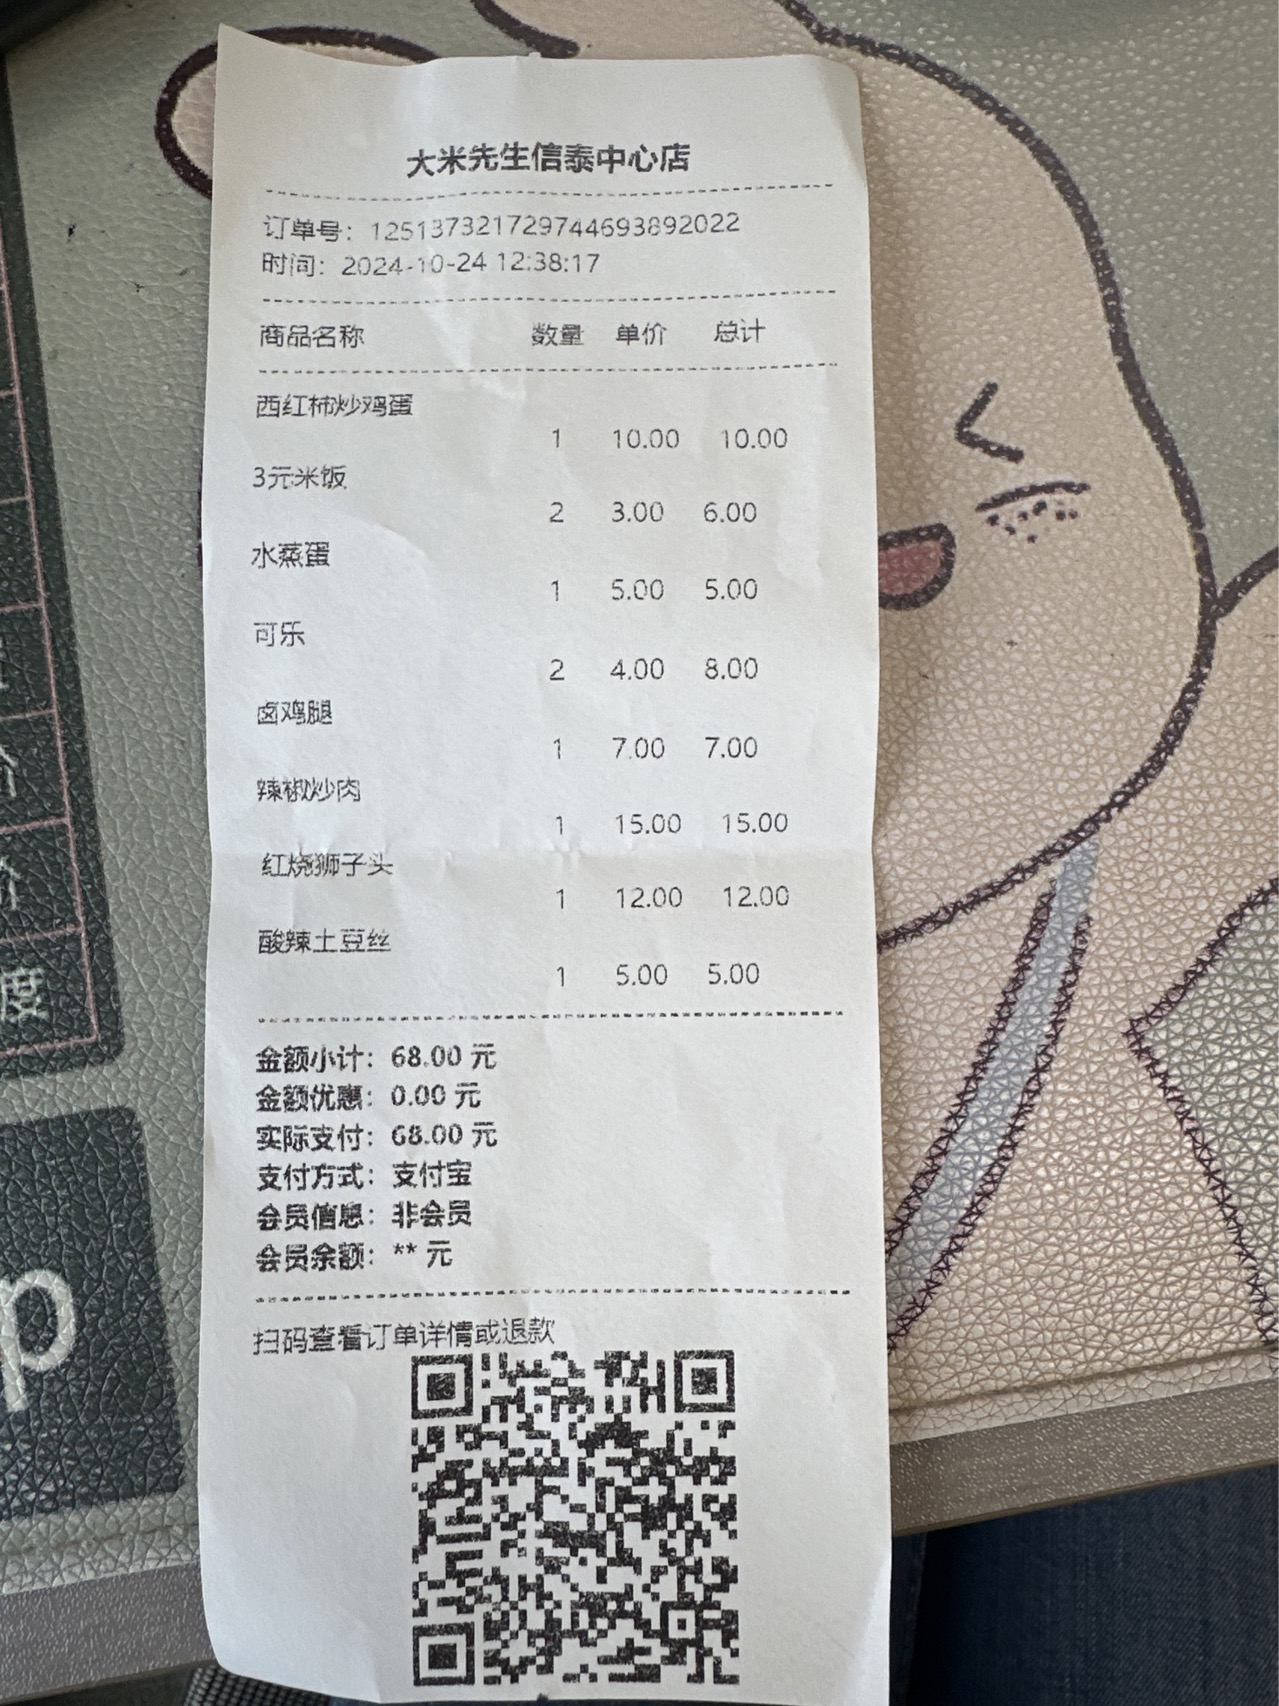 大米先生信泰中心店
订单号：125137321729744693892022
时间：2024-10-24 12:38:17
商品名称 数量 单价 总计
西红柿炒鸡蛋
1 10.00 10.00
3元米饭
2 3.00 6.00
水蒸蛋
1 5.00 5.00
可乐
2 4.00 8.00
卤鸡腿
1 7.00 7.00
辣椒炒肉
1 15.00 15.00
红烧狮子头
1 12.00 12.00
酸辣土豆丝
1 5.00 5.00
金额小计：68.00 元
金额优惠：0.00 元
实际支付：68.00 元
支付方式：支付宝
会员信息：非会员
会员余额：** 元
扫码查看订单详情或退款
度
p